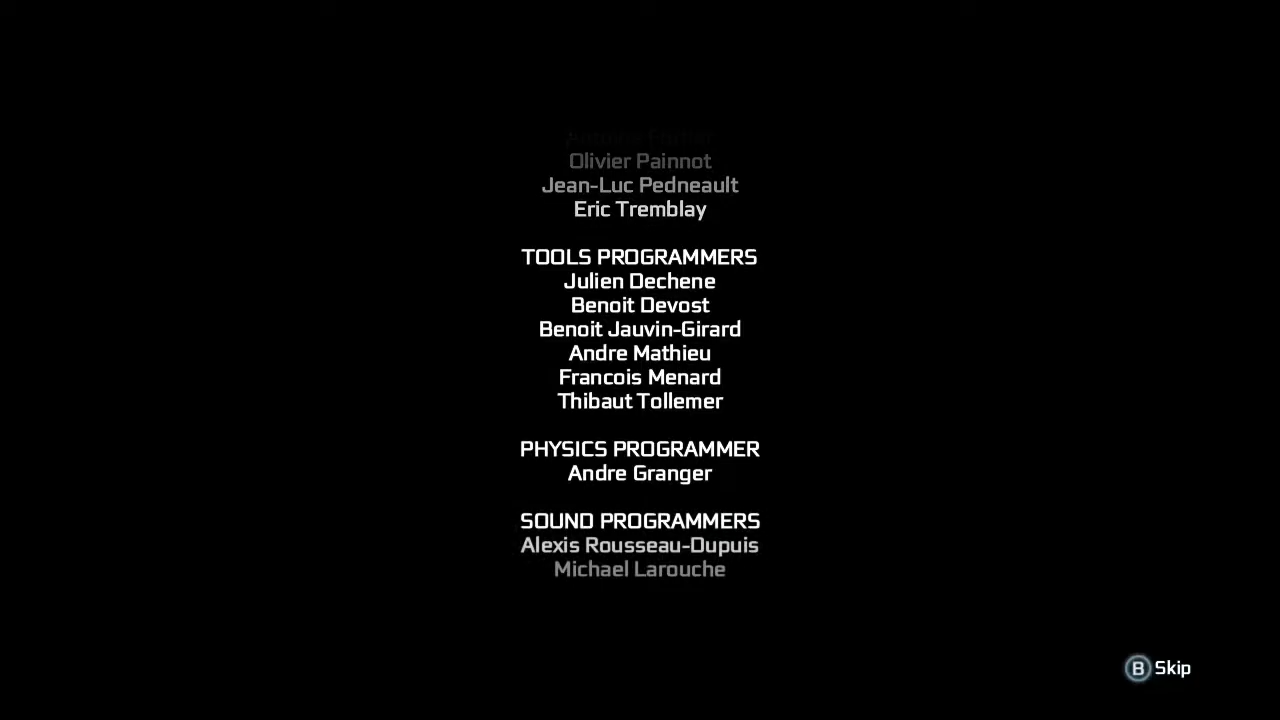 Olivier Painnot
Jean-Luc Pedneault
Eric Tremblay
TOOLS PROGRAMMERS
Julien Dechene
Benoit Devost
Benoit Jauvin-Girard
Andre Mathieu
Francois Menard
Thibaut Tollemer
PHYSICS PROGRAMMER
Andre Granger
SOUND PROGRAMMERS
Alexis Rousseau-Dupuis
Michael Larouche
B Skip